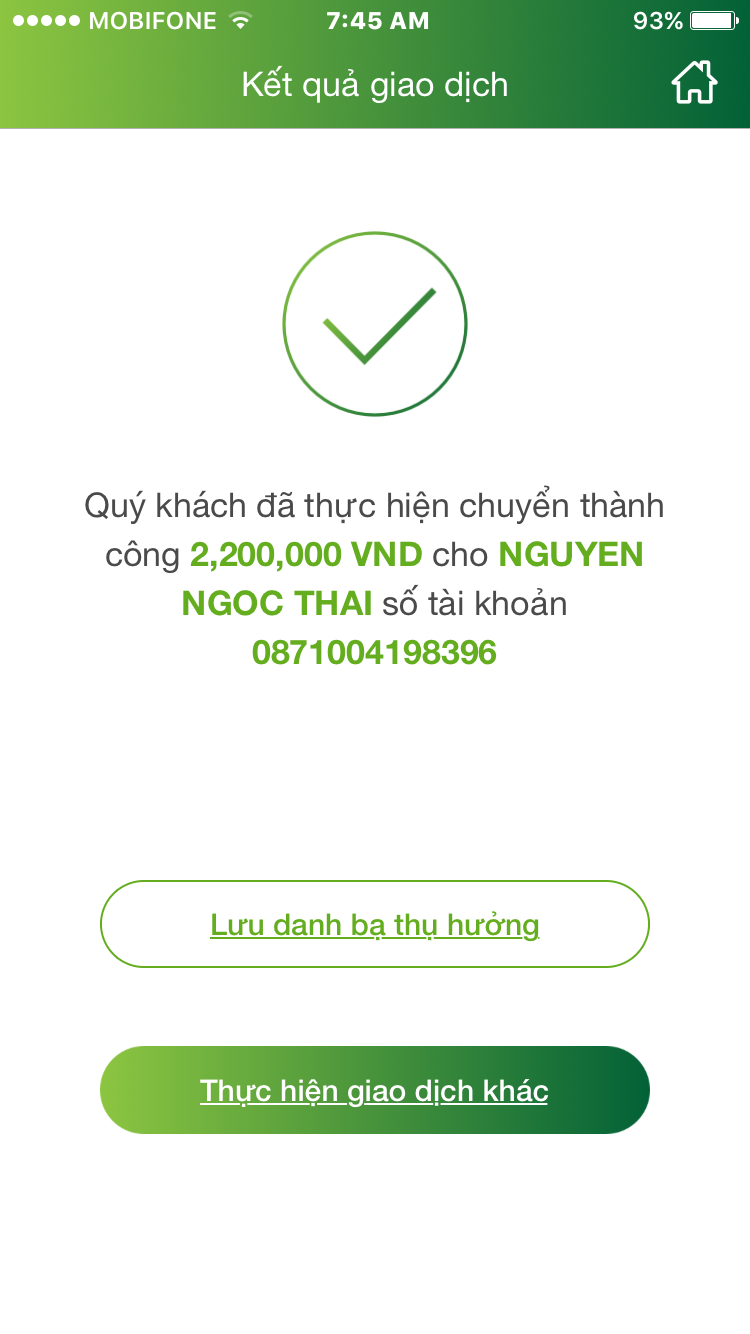 MOBIFONE 7:45 AM 93%
Kết quả giao dịch
Quý khách đã thực hiện chuyển thành
công 2,200,000 VND cho NGUYEN
NGOC THAI số tài khoản
0871004198396
Lưu danh bạ thụ hưởng
Thực hiện giao dịch khác